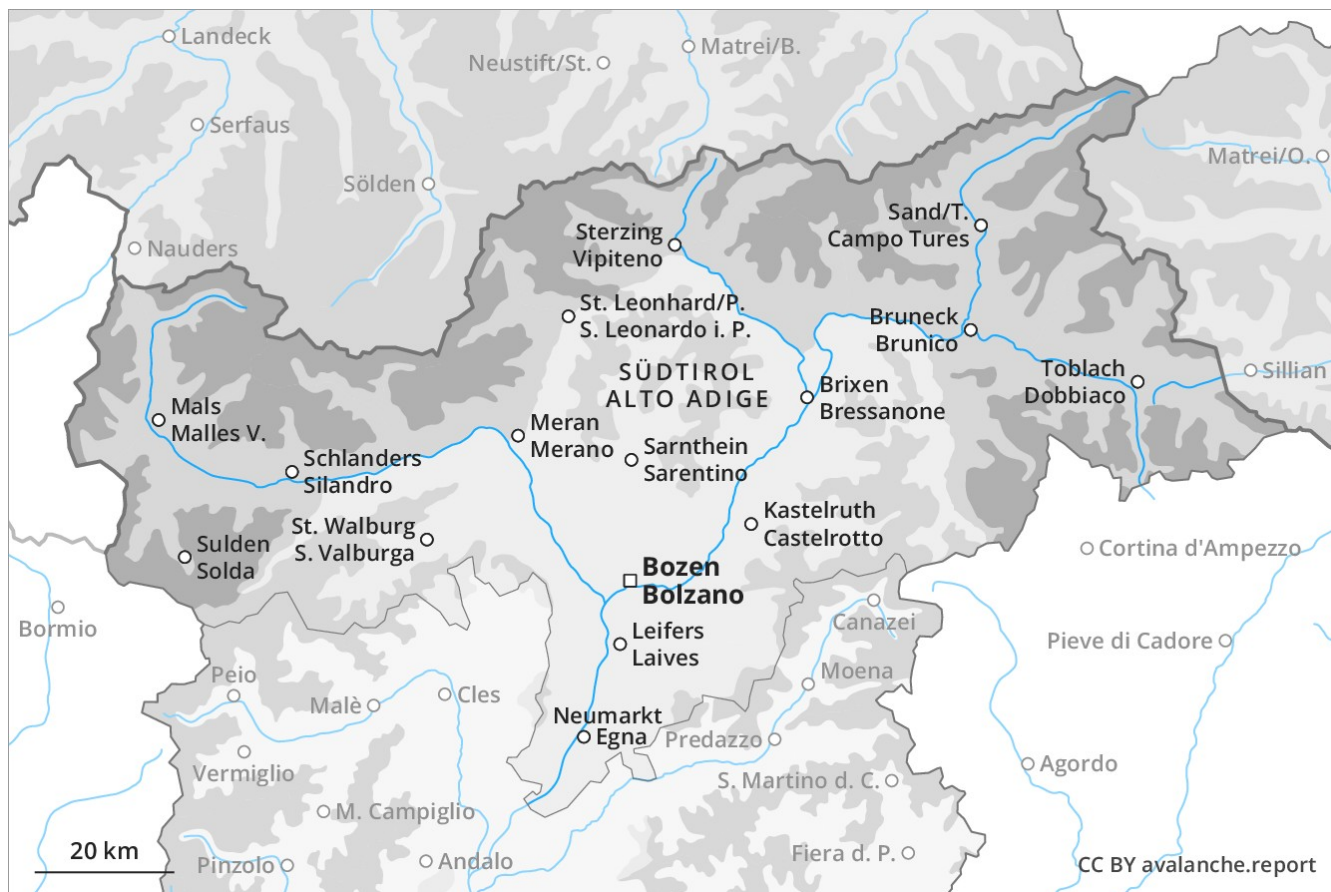 Landeck
Neustift/St.
Matrei/B.
Serfaus
Matrei/O.
Sölden
Nauders
Sterzing
Vipiteno
Sand/T.
Campo Tures
St. Leonhard/P.
S. Leonardo i. P.
Bruneck
Brunico
SÜDTIROL
ALTO ADIGE
Toblach
Dobbiaco
Sillian
Brixen
Bressanone
Mals
Malles V.
Meran
Merano
Sarnthein
Sarentino
Schlanders
Silandro
Kastelruth
Castelrotto
St. Walburg
S. Valburga
Sulden
Solda
Cortina d'Ampezzo
Bozen
Bolzano
Bormio
Canazei
Leifers
Laives
Pieve di Cadore
Peio
Moena
Malè
Cles
Neumarkt
Egna
Predazzo
Vermiglio
Agordo
S. Martino d. C.
M. Campiglio
20 km
Pinzolo
Andalo
Fiera d. P.
CC BY avalanche.report